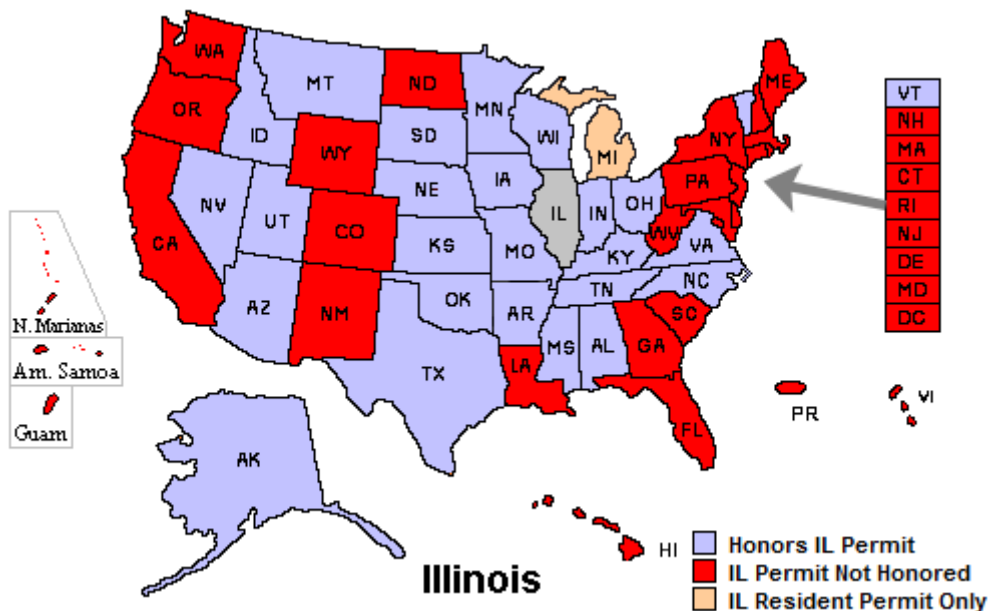 WA
MT
ND
MN
ME
OR
ID
SD
WI
NY
VT
NH
MA
CT
RI
NJ
DE
MD
DC
WY
MI
PA
NE
IA
NV
UT
CO
IL
IN
OH
WV
CA
KS
MO
KY
VA
AZ
NM
OK
AR
TN
NC
SC
TX
LA
MS
AL
GA
FL
N. Marianas
Am. Samoa
Guam
AK
HI
PR
VI
Illinois
Honors IL Permit
IL Permit Not Honored
IL Resident Permit Only